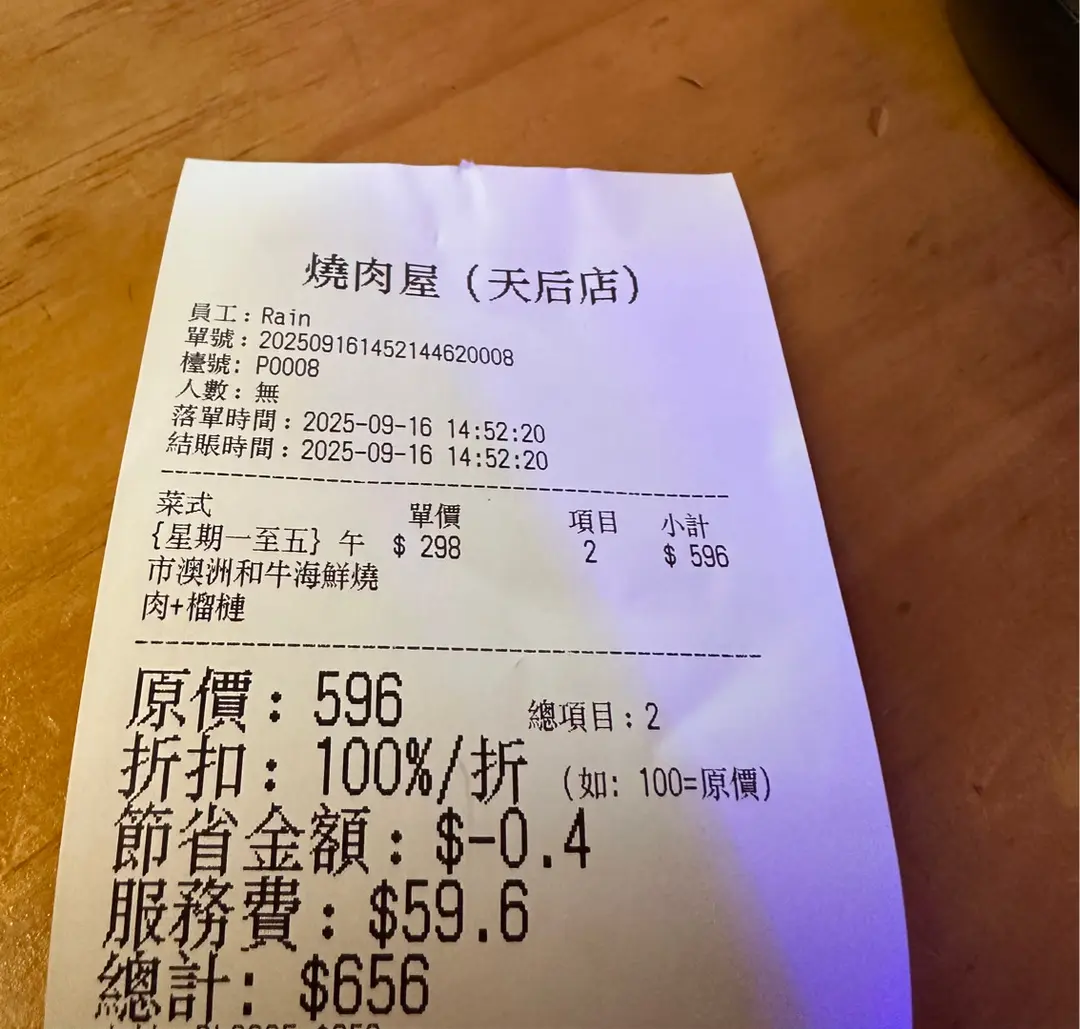 燒肉屋（天后店）
員工：Rain
單號：202509161452144620008
檯號：P0008
人數：無
落單時間：2025-09-16 14:52:20
結賬時間：2025-09-16 14:52:20
菜式 單價 項目 小計
{星期一至五} 午 $ 298 2 $ 596
市澳洲和牛海鮮燒
肉+榴槤
原價：596 總項目：2
折扣：100%/折 (如：100=原價)
節省金額：$-0.4
服務費：$59.6
總計：$656